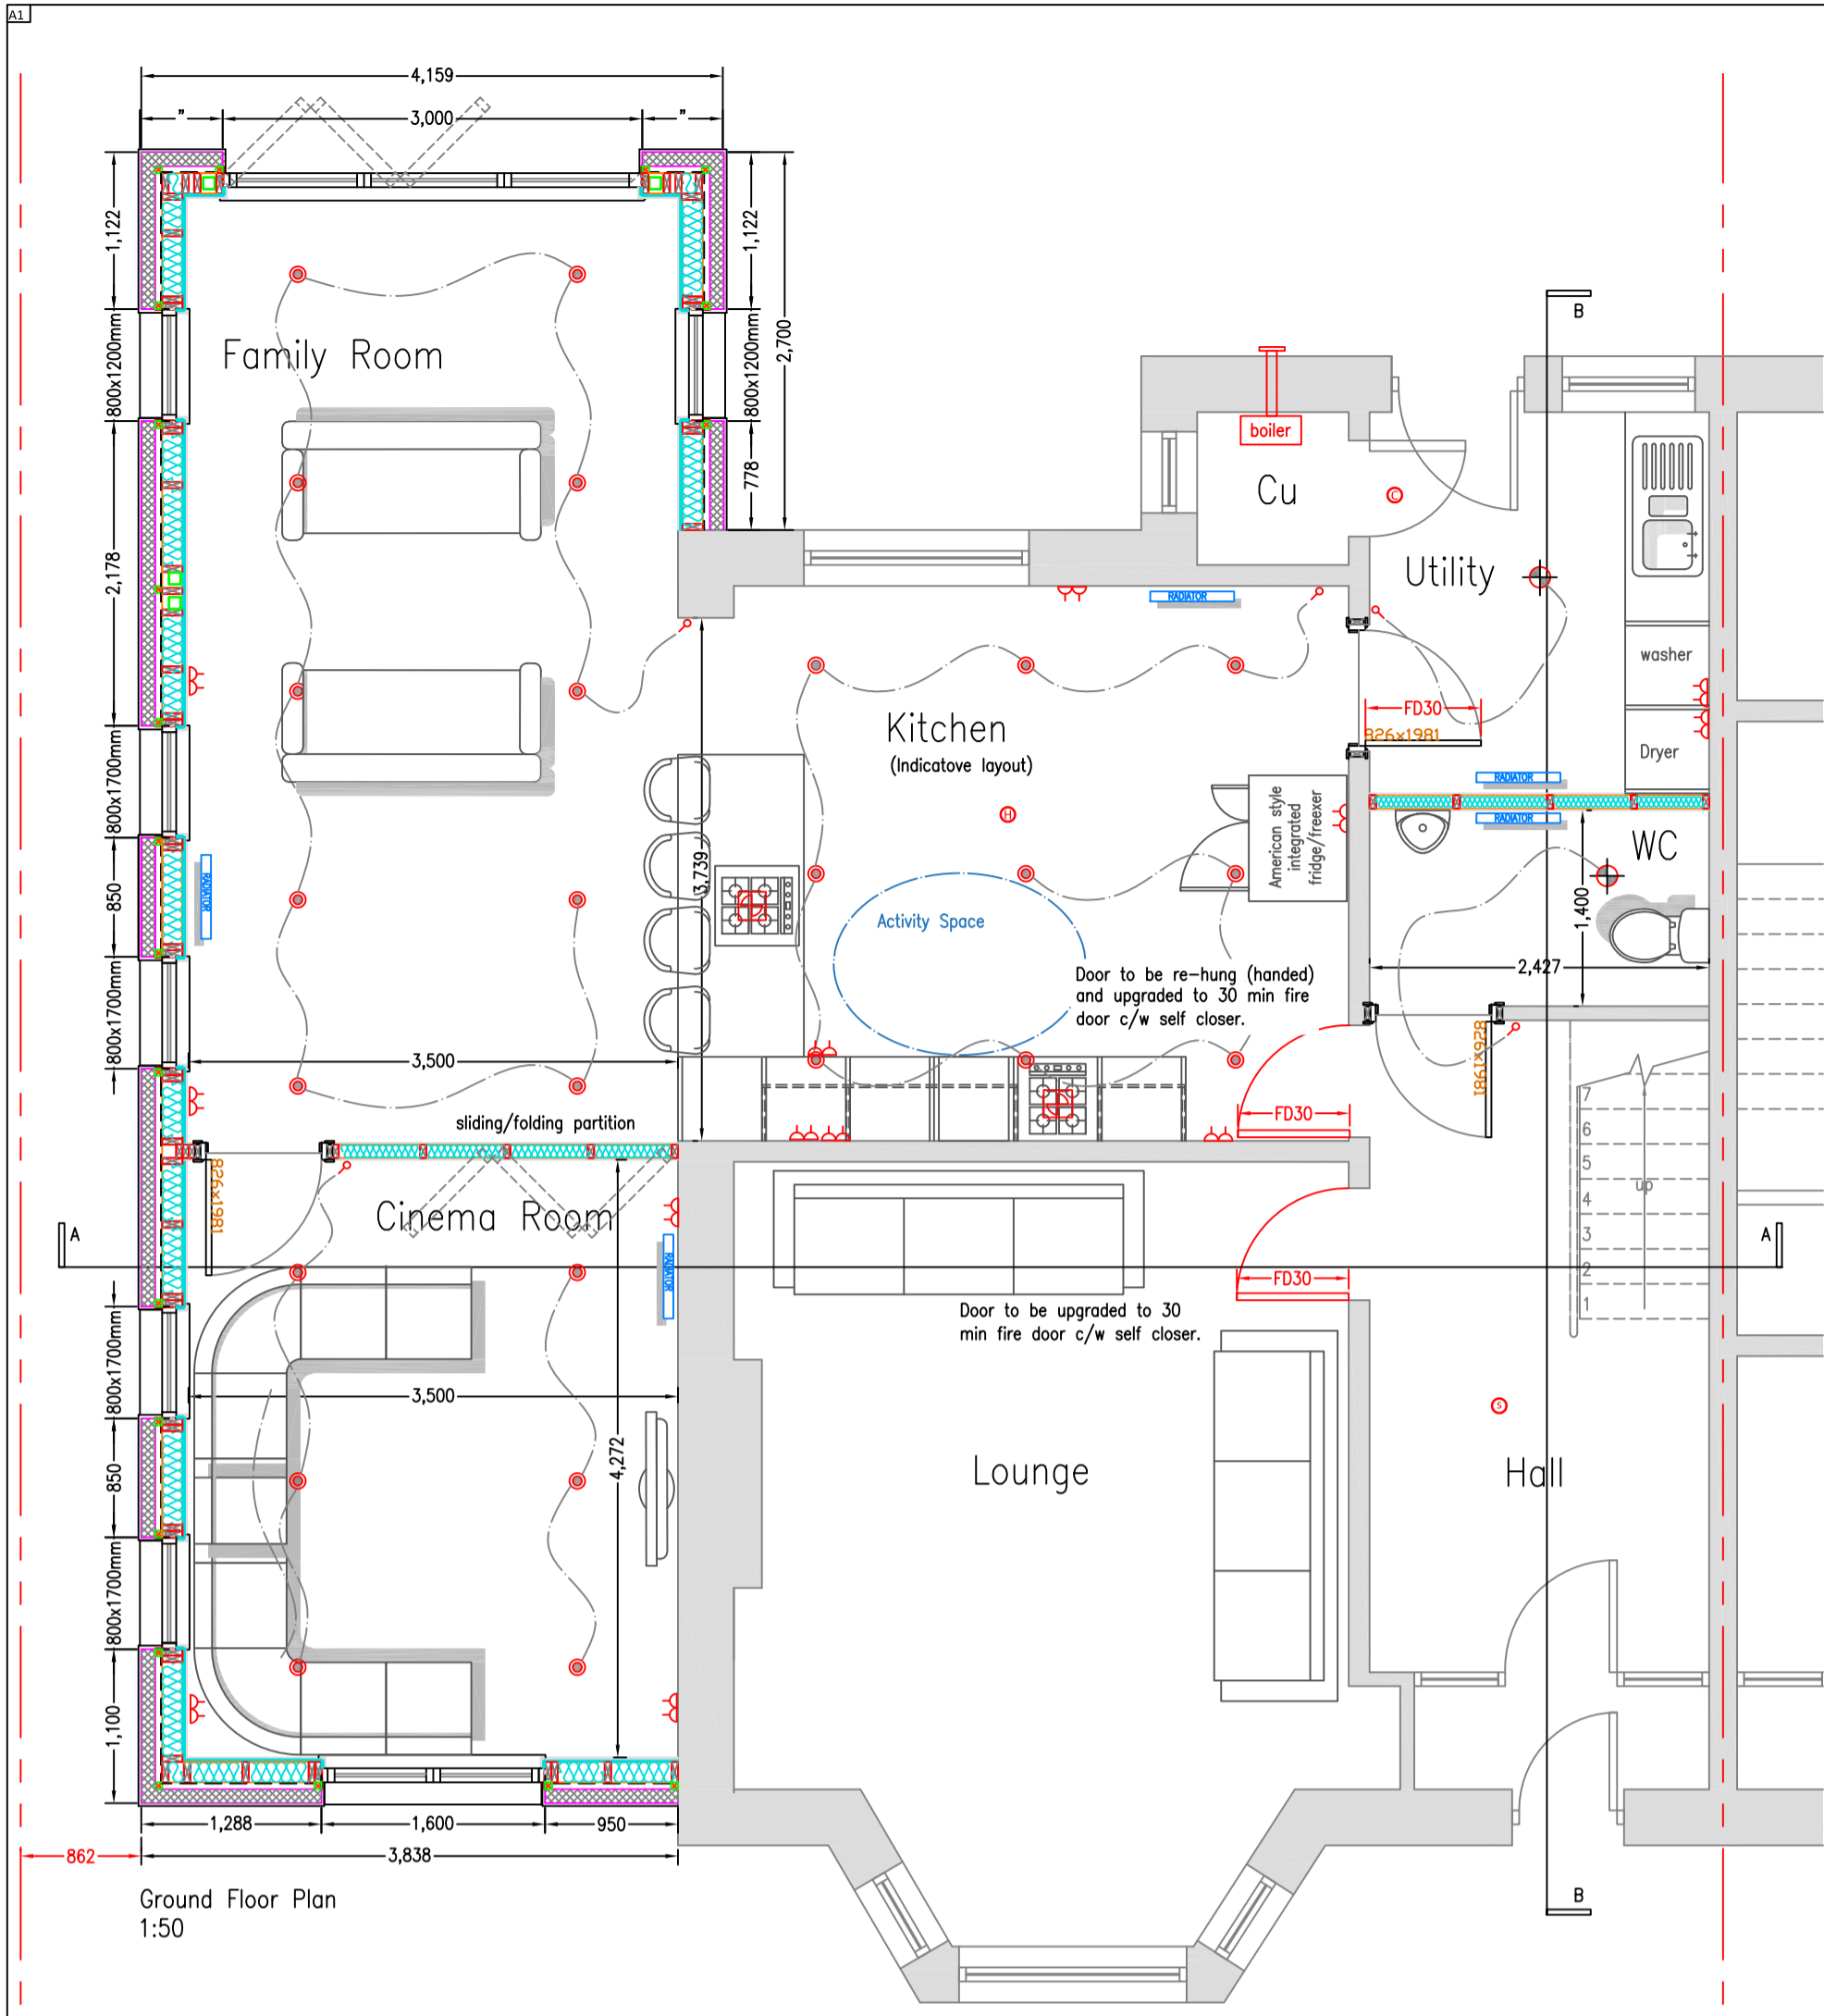 A1
4,159
"
3,000
"
1,122
1,122
2,700
800x1200mm
800x1200mm
Family Room
B
boiler
Cu
778
2,178
Utility
RADIATOR
washer
FD30
826x1981
Dryer
Kitchen
(Indicatove layout)
RADIATOR
RADIATOR
H
C
American style
integrated
fridge/freexer
WC
800x1700mm
3,739
850
RADIATOR
Activity Space
1,400
2,427
Door to be re-hung (handed)
and upgraded to 30 min fire
door c/w self closer.
800x1700mm
3,500
826x1981
sliding/folding partition
FD30
7
6
5
4
3
2
1
up
826x1981
Cinema Room
A
A
RADIATOR
FD30
Door to be upgraded to 30
min fire door c/w self closer.
800x1700mm
3,500
4,272
S
850
Lounge
Hall
800x1700mm
1,100
1,288
1,600
950
862
3,838
B
Ground Floor Plan
1:50